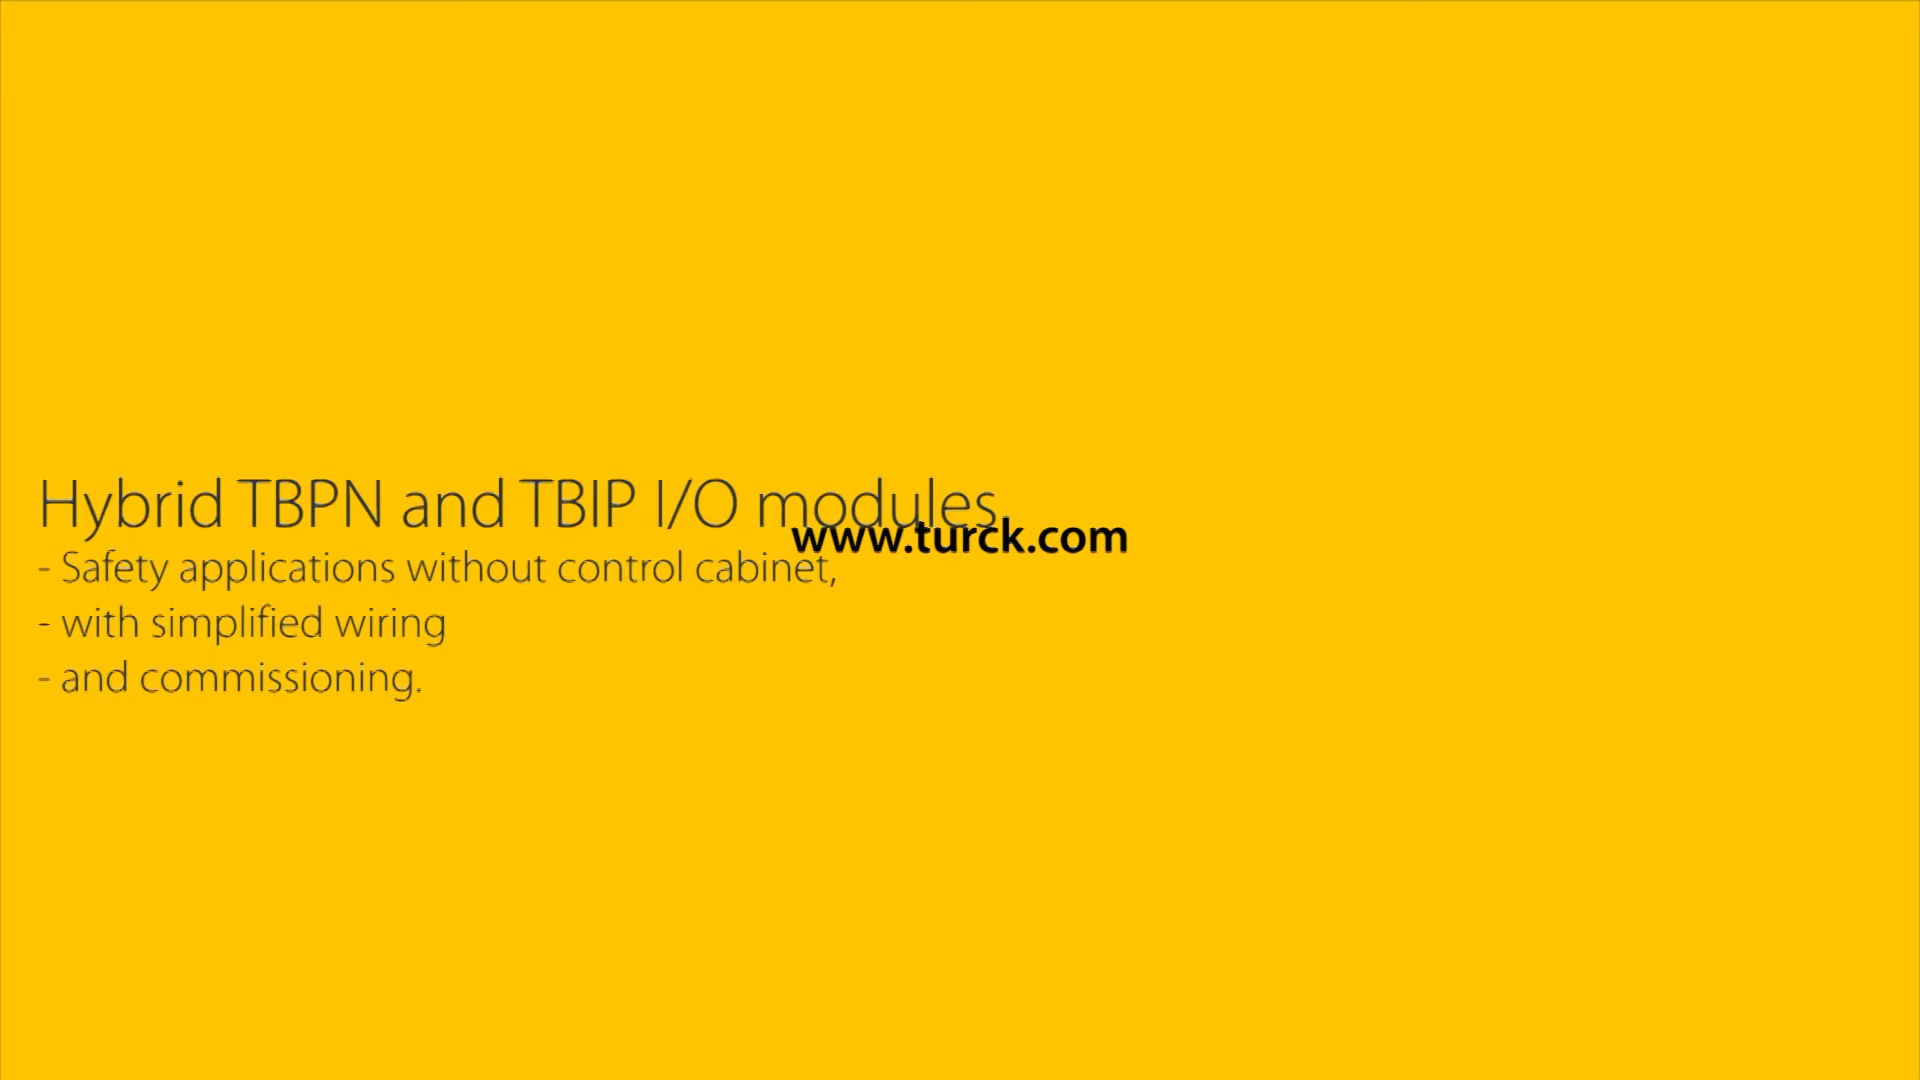 Hybrid TBPN and TBIP I/O modules
www.turck.com
- Safety applications without control cabinet,
- with simplified wiring
- and commissioning.